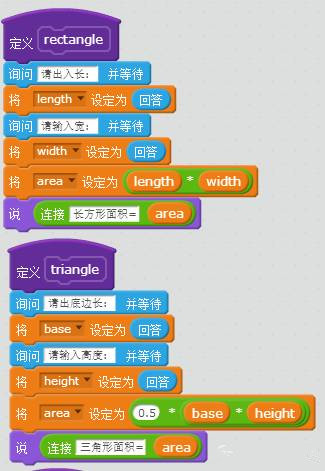 定义 rectangle
询问 请出入长： 并等待
将 length 设定为 回答
询问 请输入宽： 并等待
将 width 设定为 回答
将 area 设定为 length * width
说 连接 长方形面积= area
定义 triangle
询问 请出底边长： 并等待
将 base 设定为 回答
询问 请输入高度： 并等待
将 height 设定为 回答
将 area 设定为 0.5 * base * height
说 连接 三角形面积= area